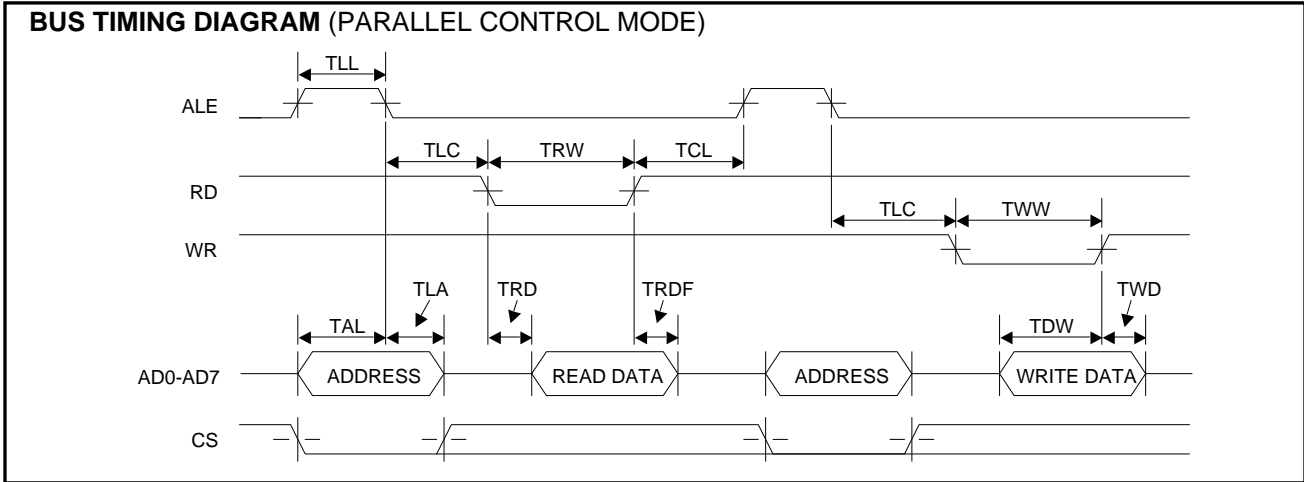 BUS TIMING DIAGRAM (PARALLEL CONTROL MODE)
TLL
ALE
TLC TRW TCL
RD
TLC TWW
WR
TLA TRD TRDF TWD
TAL TDW
AD0-AD7 ADDRESS READ DATA ADDRESS WRITE DATA
CS